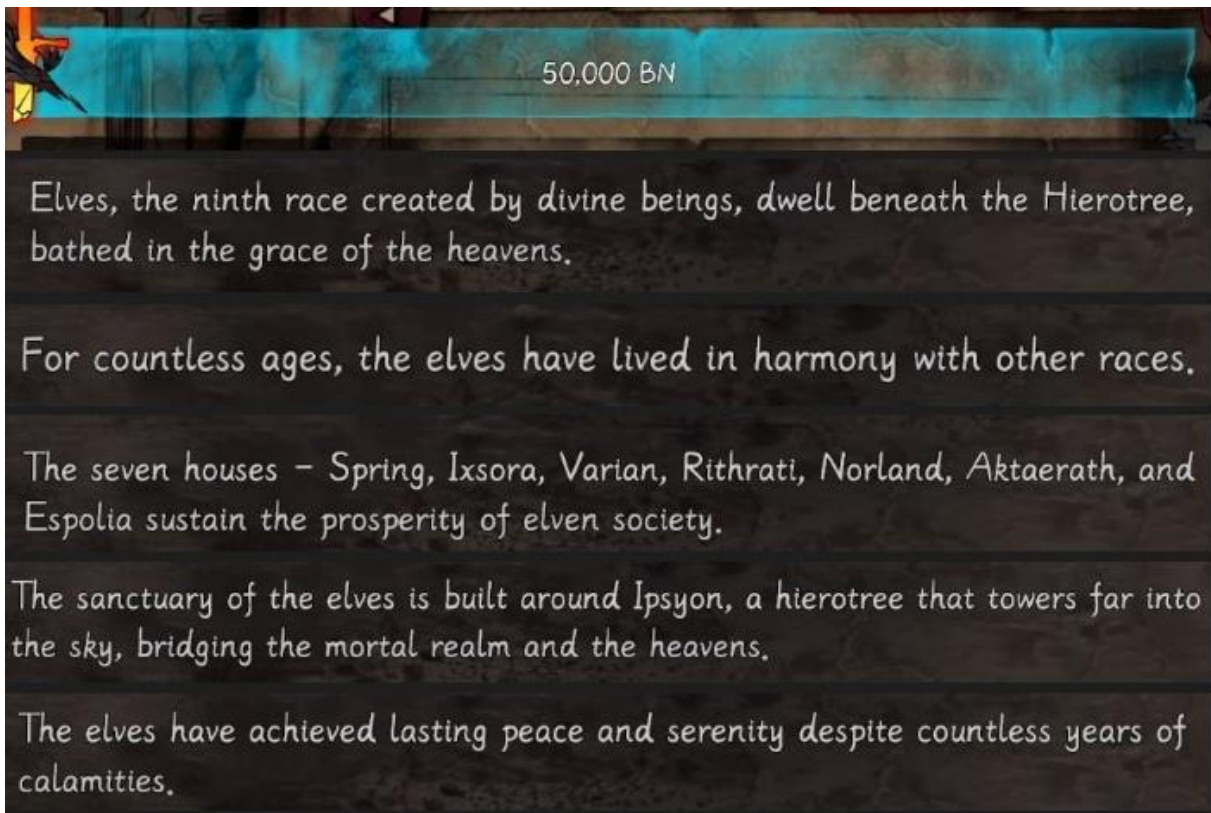 50,000 BN
Elves, the ninth race created by divine beings, dwell beneath the Hierotree,
bathed in the grace of the heavens.
For countless ages, the elves have lived in harmony with other races.
The seven houses – Spring, Ixsora, Varian, Rithrati, Norland, Aktaerath, and
Espolia sustain the prosperity of elven society.
The sanctuary of the elves is built around Ipsyon, a hierotree that towers far into
the sky, bridging the mortal realm and the heavens.
The elves have achieved lasting peace and serenity despite countless years of
calamities.